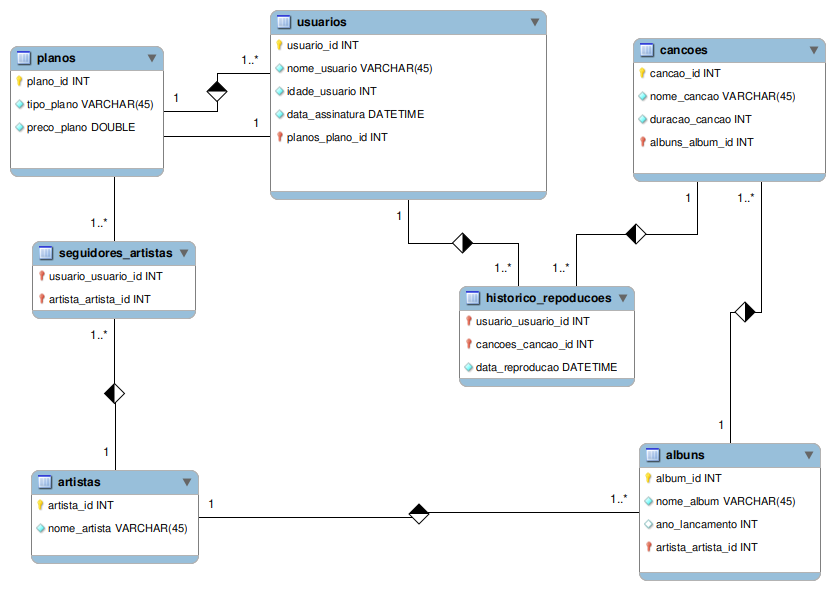 planos
plano_id INT
tipo_plano VARCHAR(45)
preco_plano DOUBLE
1
1..*
1
1..*
usuarios
usuario_id INT
nome_usuario VARCHAR(45)
idade_usuario INT
data_assinatura DATETIME
planos_plano_id INT
1
1..*
cancoes
cancao_id INT
nome_cancao VARCHAR(45)
duracao_cancao INT
albuns_album_id INT
1
1..*
1..*
1
seguidores_artistas
usuario_usuario_id INT
artista_artista_id INT
1..*
1
historico_repoducoes
usuario_usuario_id INT
cancoes_cancao_id INT
data_reproducao DATETIME
artistas
artista_id INT
nome_artista VARCHAR(45)
1
1..*
albuns
album_id INT
nome_album VARCHAR(45)
ano_lancamento INT
artista_artista_id INT